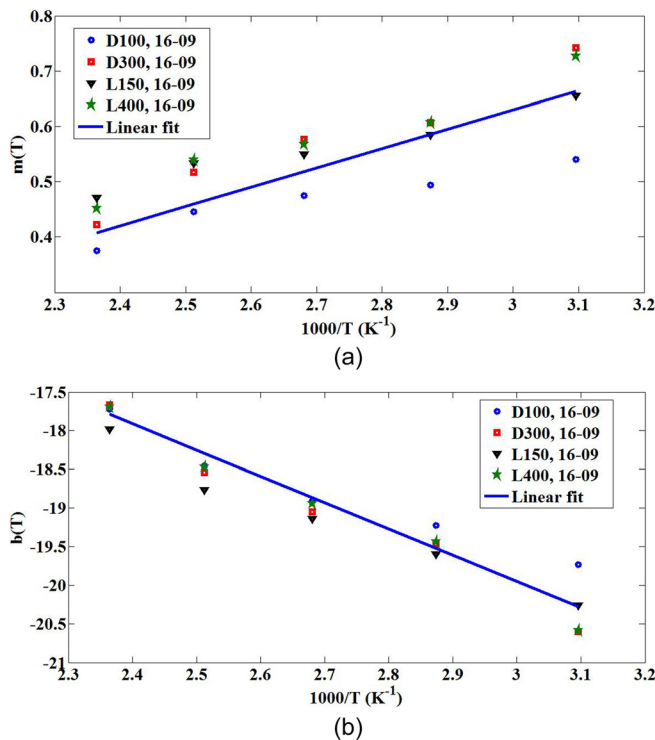 0.8
0.7
0.6
0.5
0.4
m(T)
D100, 16-09
D300, 16-09
L150, 16-09
L400, 16-09
Linear fit
2.3 2.4 2.5 2.6 2.7 2.8 2.9 3 3.1 3.2
1000/T (K⁻¹)
(a)
-17.5
-18
-18.5
-19
-19.5
-20
-20.5
-21
b(T)
D100, 16-09
D300, 16-09
L150, 16-09
L400, 16-09
Linear fit
2.3 2.4 2.5 2.6 2.7 2.8 2.9 3 3.1 3.2
1000/T (K⁻¹)
(b)